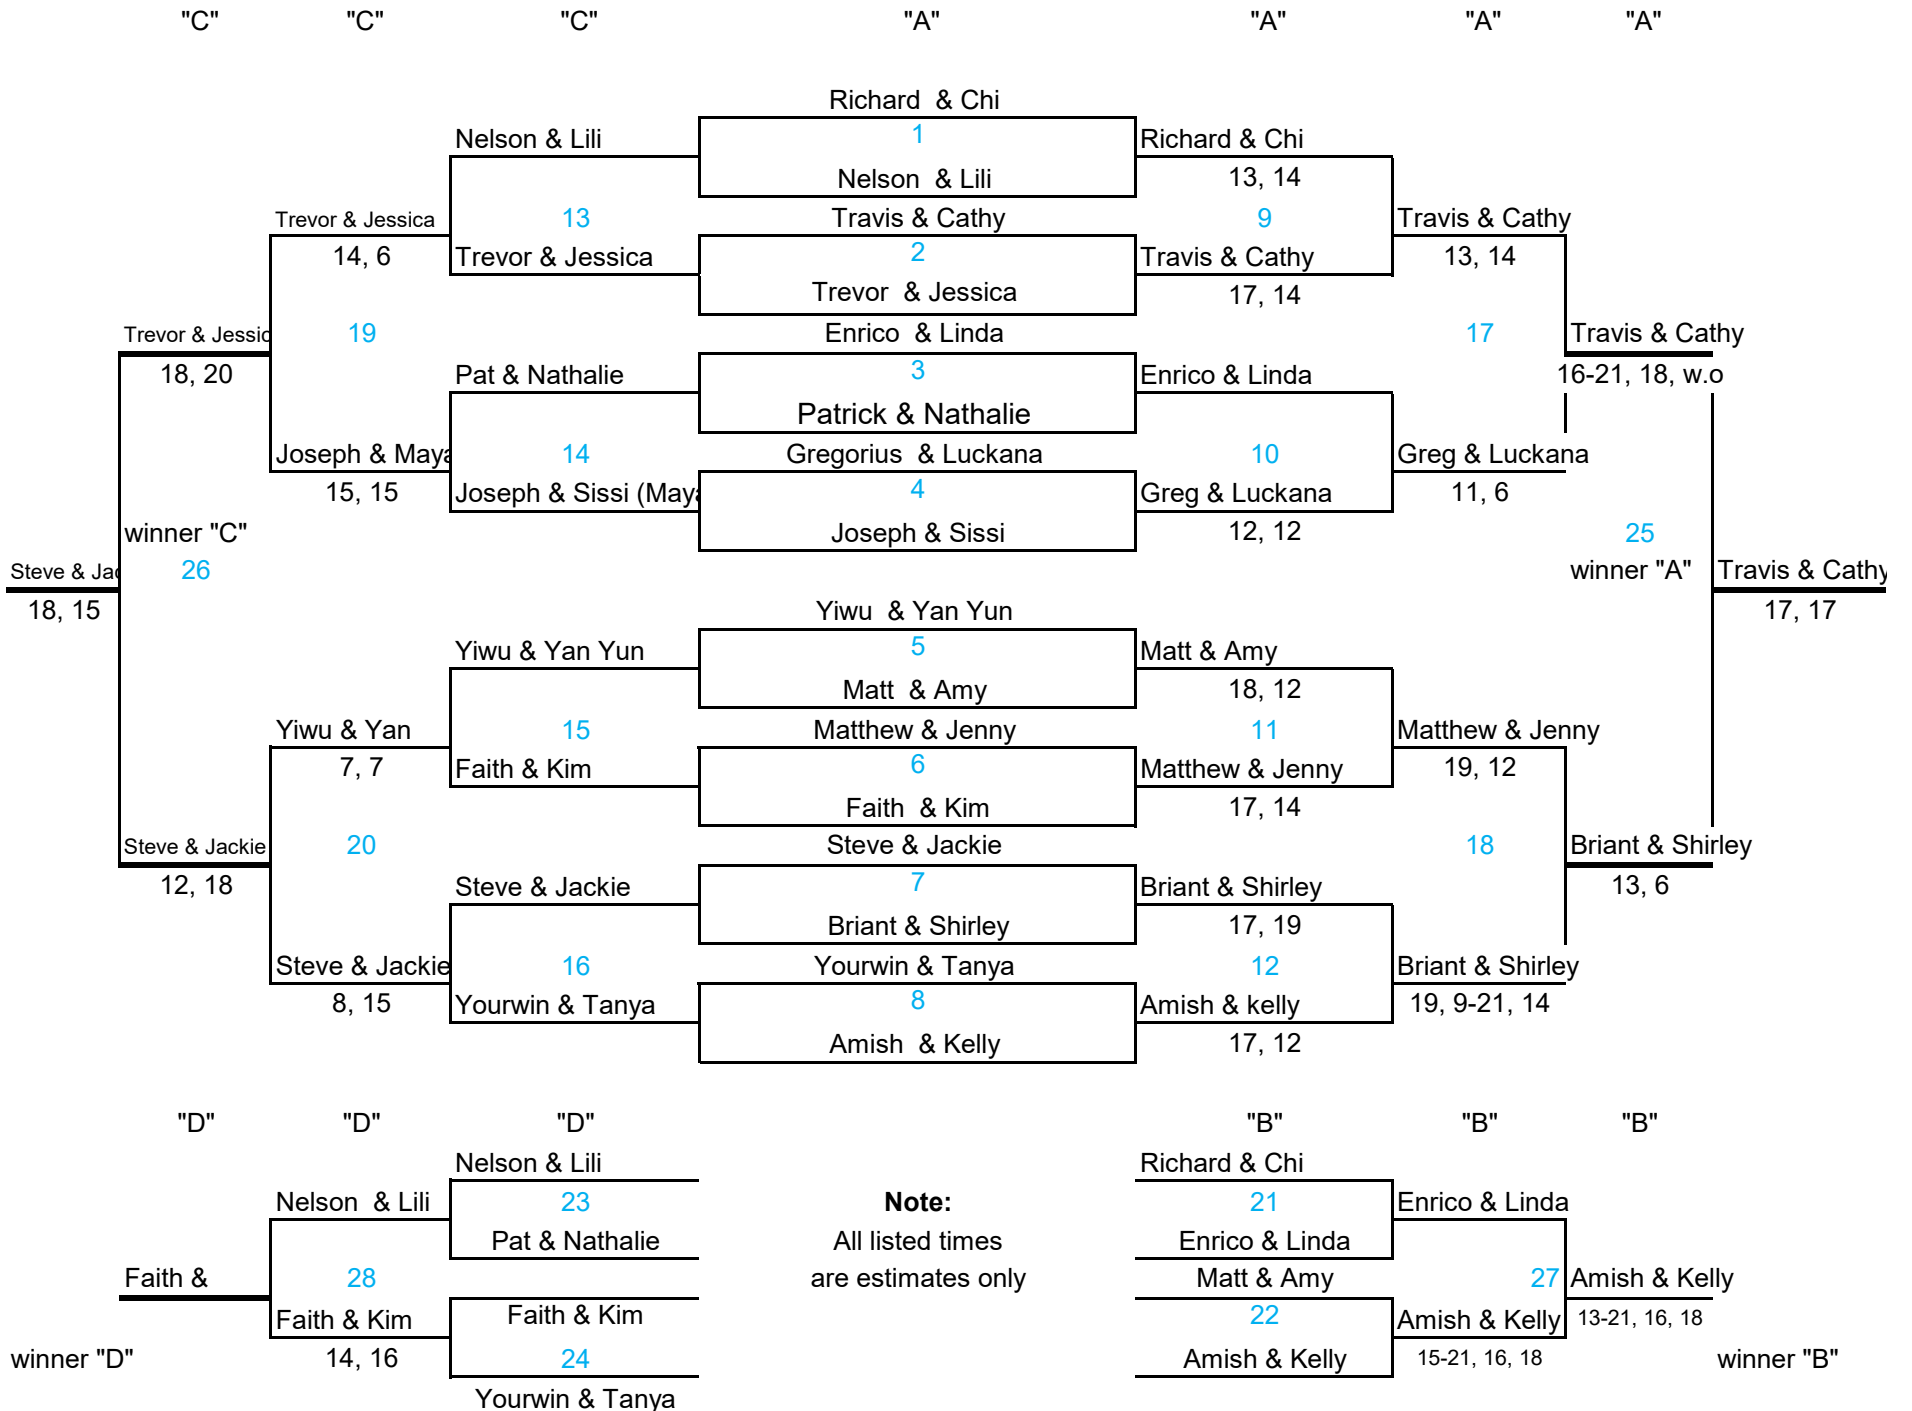 "C" "C" "C" "A" "A" "A" "A"
Richard & Chi
Nelson & Lili 1 Richard & Chi
Nelson & Lili 13, 14
Trevor & Jessica 13 Travis & Cathy 9 Travis & Cathy
14, 6 Trevor & Jessica 2 Travis & Cathy 13, 14
Trevor & Jessica 17, 14
Trevor & Jessic 19 Enrico & Linda 17 Travis & Cathy
18, 20 Pat & Nathalie 3 Enrico & Linda 16-21, 18, w.o
Patrick & Nathalie
Joseph & Maya 14 Gregorius & Luckana 10 Greg & Luckana
15, 15 Joseph & Sissi (Maya 4 Greg & Luckana 11, 6
winner "C" Joseph & Sissi 12, 12 25
Steve & Jac 26 winner "A" Travis & Cathy
18, 15 Yiwu & Yan Yun 17, 17
Yiwu & Yan Yun 5 Matt & Amy
Matt & Amy 18, 12
Yiwu & Yan 15 Matthew & Jenny 11 Matthew & Jenny
7, 7 Faith & Kim 6 Matthew & Jenny 19, 12
Faith & Kim 17, 14
Steve & Jackie 20 Steve & Jackie 18 Briant & Shirley
12, 18 Steve & Jackie 7 Briant & Shirley 13, 6
Briant & Shirley 17, 19
Steve & Jackie 16 Yourwin & Tanya 12 Briant & Shirley
8, 15 Yourwin & Tanya 8 Amish & kelly 19, 9-21, 14
Amish & Kelly 17, 12
"D" "D" "D" "B" "B" "B"
Nelson & Lili Richard & Chi
Nelson & Lili 23 Note: 21 Enrico & Linda
Pat & Nathalie All listed times Enrico & Linda
Faith & 28 are estimates only Matt & Amy 27 Amish & Kelly
Faith & Kim Faith & Kim 22 Amish & Kelly 13-21, 16, 18
winner "D" 14, 16 24 Amish & Kelly 15-21, 16, 18 winner "B"
Yourwin & Tanya